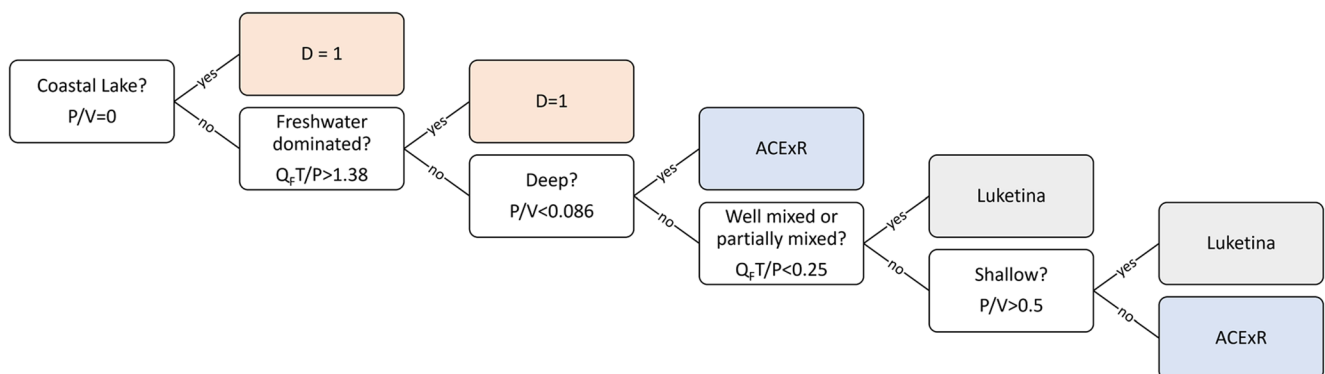 Coastal Lake?
P/V=0
yes
no
D = 1
Freshwater
dominated?
QFT/P>1.38
yes
no
D=1
Deep?
P/V<0.086
yes
no
ACExR
Well mixed or
partially mixed?
QFT/P<0.25
yes
no
Luketina
Shallow?
P/V>0.5
yes
no
Luketina
ACExR